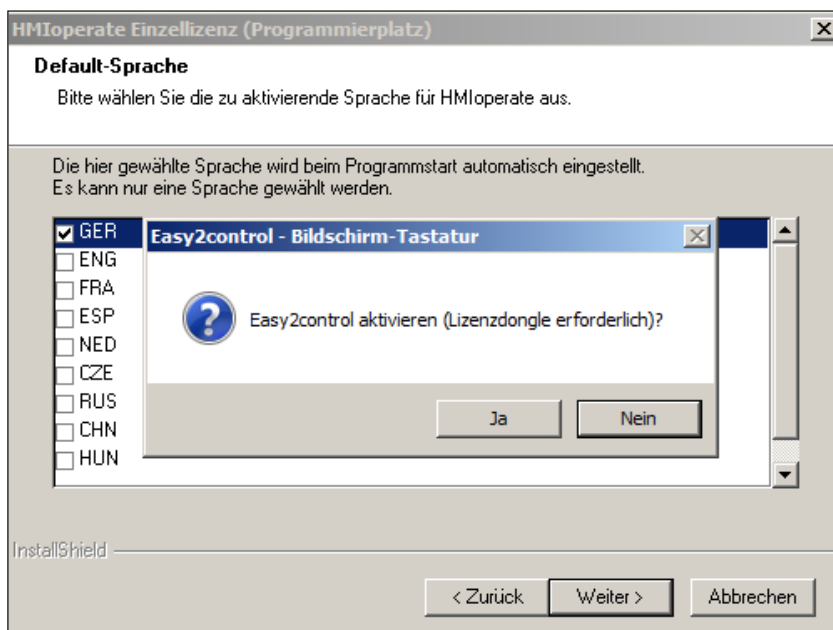 HMIoperate Einzellizenz (Programmierplatz)
Default-Sprache
Bitte wählen Sie die zu aktivierende Sprache für HMIoperate aus.
Die hier gewählte Sprache wird beim Programmstart automatisch eingestellt.
Es kann nur eine Sprache gewählt werden.
GER
ENG
FRA
ESP
NED
CZE
RUS
CHN
HUN
Easy2control - Bildschirm-Tastatur
Easy2control aktivieren (Lizenzdongle erforderlich)?
Ja Nein
InstallShield
< Zurück Weiter > Abbrechen